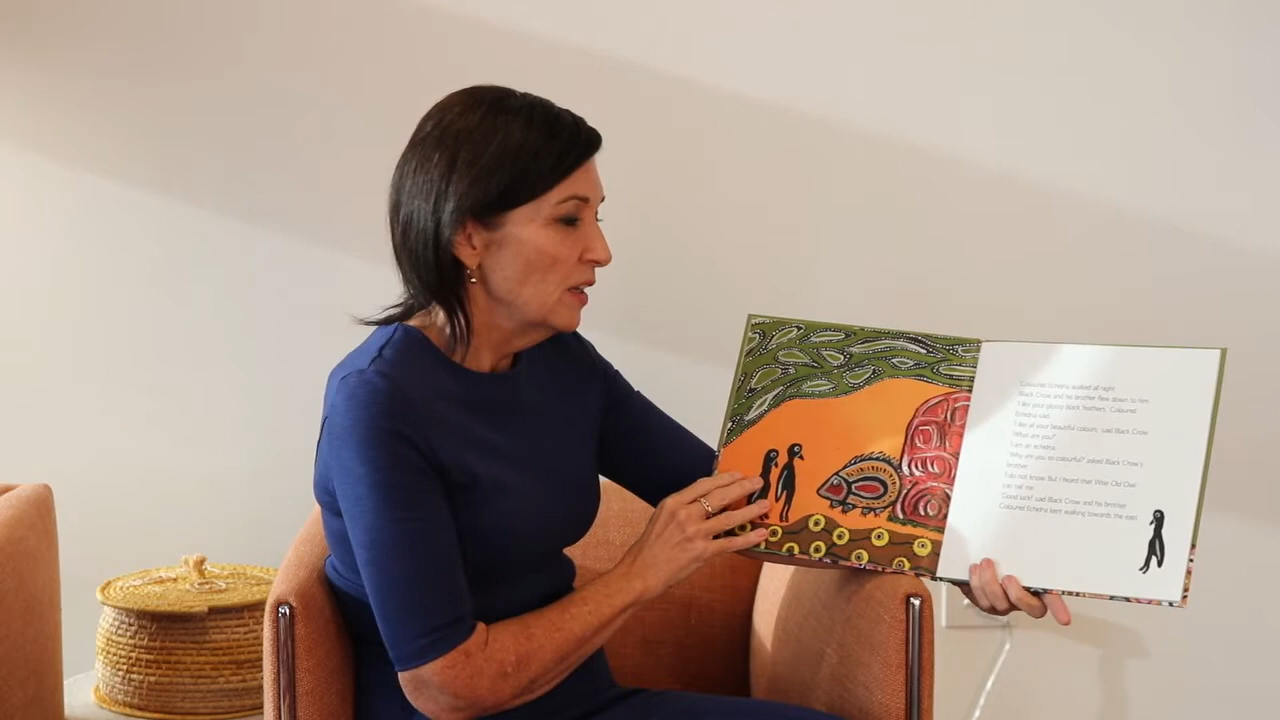 Coloured Echidna walked all night.
Black Crow and his brother flew down to him.
'I like your glossy black feathers,' Coloured
Echidna said.
'I like all your beautiful colours,' said Black Crow.
'What are you?'
'I am an echidna.'
'Why are you so colourful?' asked Black Crow's
brother.
'I do not know. But I heard that Wise Old Owl
can tell me.'
'Good luck!' said Black Crow and his brother.
Coloured Echidna kept walking towards the east.